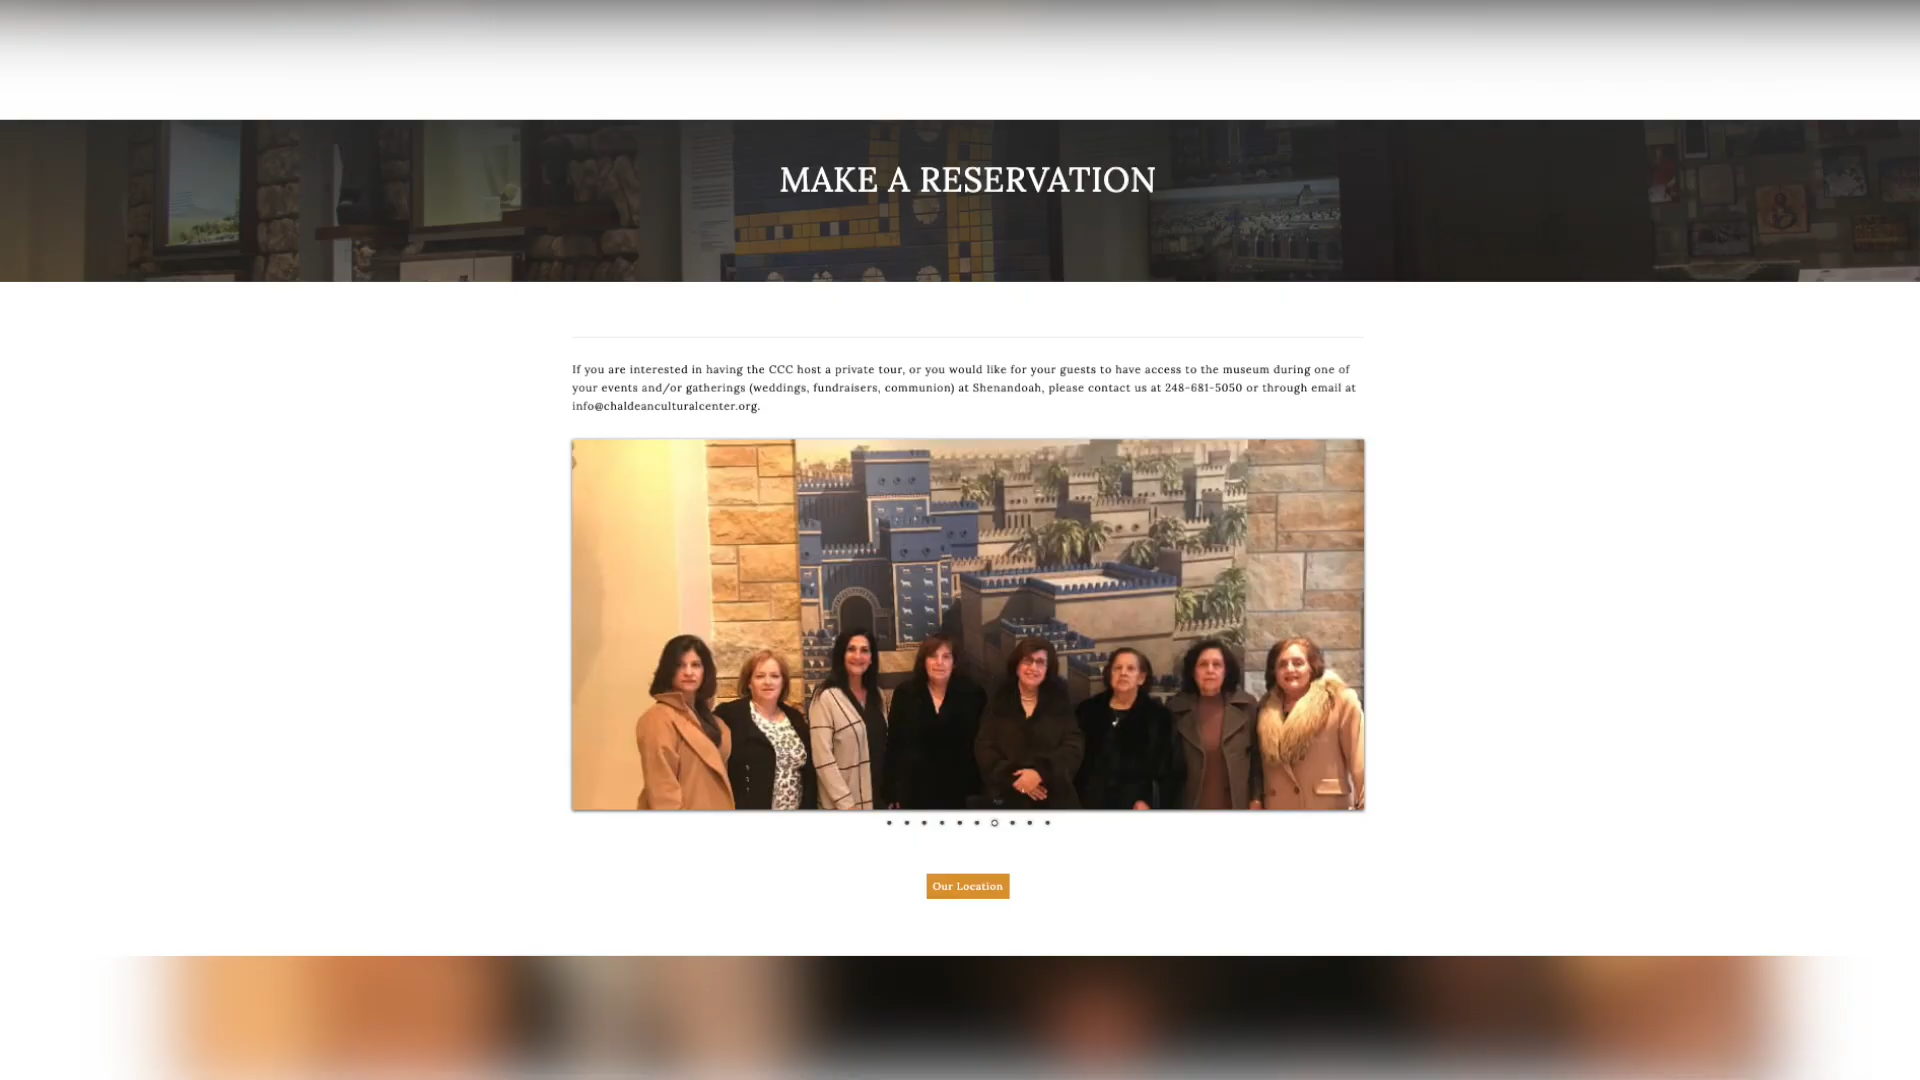 MAKE A RESERVATION
If you are interested in having the CCC host a private tour, or you would like for your guests to have access to the museum during one of
your events and/or gatherings (weddings, fundraisers, communion) at Shenandoah, please contact us at 248-681-5050 or through email at
info@chaldeanculturalcenter.org.
Our Location